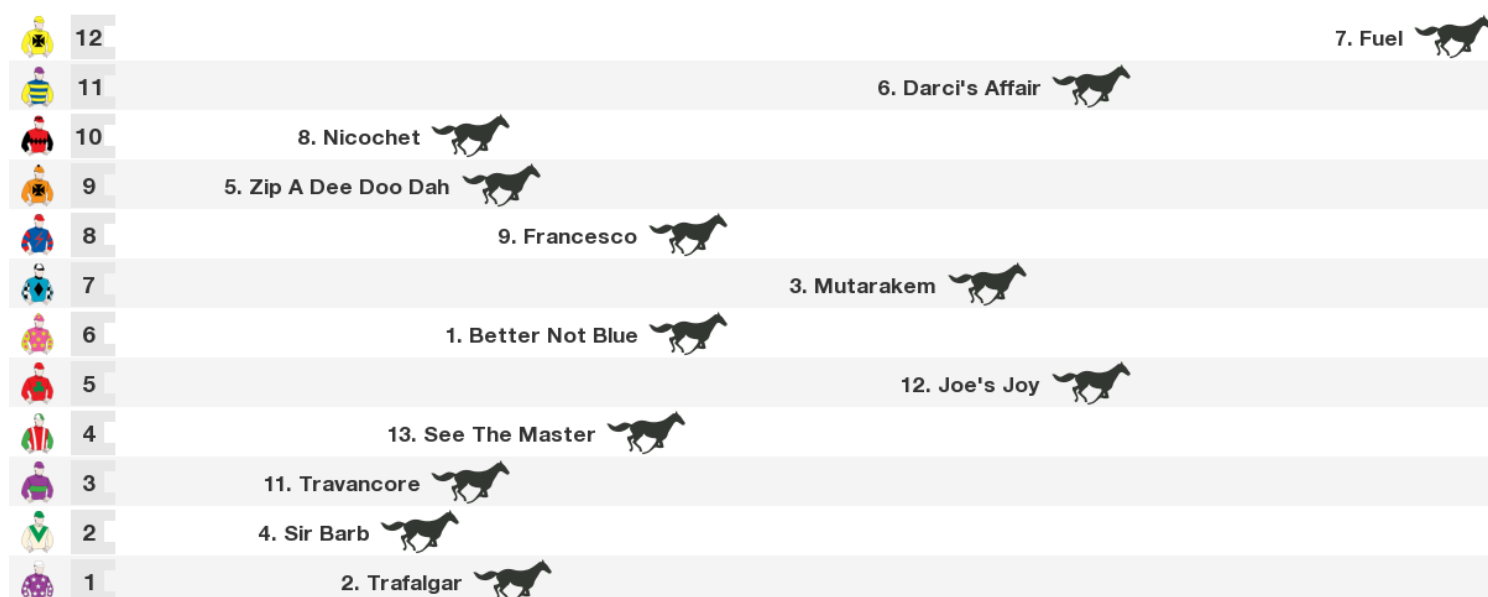 12 7. Fuel
11 6. Darci's Affair
10 8. Nicochet
9 5. Zip A Dee Doo Dah
8 9. Francesco
7 3. Mutarakem
6 1. Better Not Blue
5 12. Joe's Joy
4 13. See The Master
3 11. Travancore
2 4. Sir Barb
1 2. Trafalgar